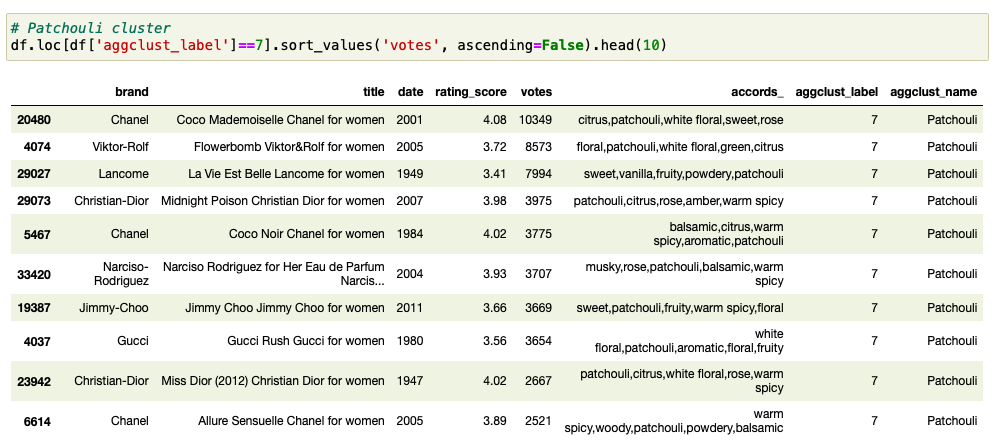 # Patchouli cluster
df.loc[df['aggclust_label']==7].sort_values('votes', ascending=False).head(10)
brand title date rating_score votes accords_ aggclust_label aggclust_name
20480 Chanel Coco Mademoiselle Chanel for women 2001 4.08 10349 citrus,patchouli,white floral,sweet,rose 7 Patchouli
4074 Viktor-Rolf Flowerbomb Viktor&Rolf for women 2005 3.72 8573 floral,patchouli,white floral,green,citrus 7 Patchouli
29027 Lancome La Vie Est Belle Lancome for women 1949 3.41 7994 sweet,vanilla,fruity,powdery,patchouli 7 Patchouli
29073 Christian-Dior Midnight Poison Christian Dior for women 2007 3.98 3975 patchouli,citrus,rose,amber,warm spicy 7 Patchouli
balsamic,citrus,warm
5467 Chanel Coco Noir Chanel for women 1984 4.02 3775 spicy,aromatic,patchouli 7 Patchouli
Narciso- Narciso Rodriguez for Her Eau de Parfum musky,rose,patchouli,balsamic,warm
33420 Rodriguez Narcis... 2004 3.93 3707 spicy 7 Patchouli
19387 Jimmy-Choo Jimmy Choo Jimmy Choo for women 2011 3.66 3669 sweet,patchouli,fruity,warm spicy,floral 7 Patchouli
white
4037 Gucci Gucci Rush Gucci for women 1980 3.56 3654 floral,patchouli,aromatic,floral,fruity 7 Patchouli
patchouli,citrus,white floral,rose,warm
23942 Christian-Dior Miss Dior (2012) Christian Dior for women 1947 4.02 2667 spicy 7 Patchouli
warm
6614 Chanel Allure Sensuelle Chanel for women 2005 3.89 2521 spicy,woody,patchouli,powdery,balsamic 7 Patchouli